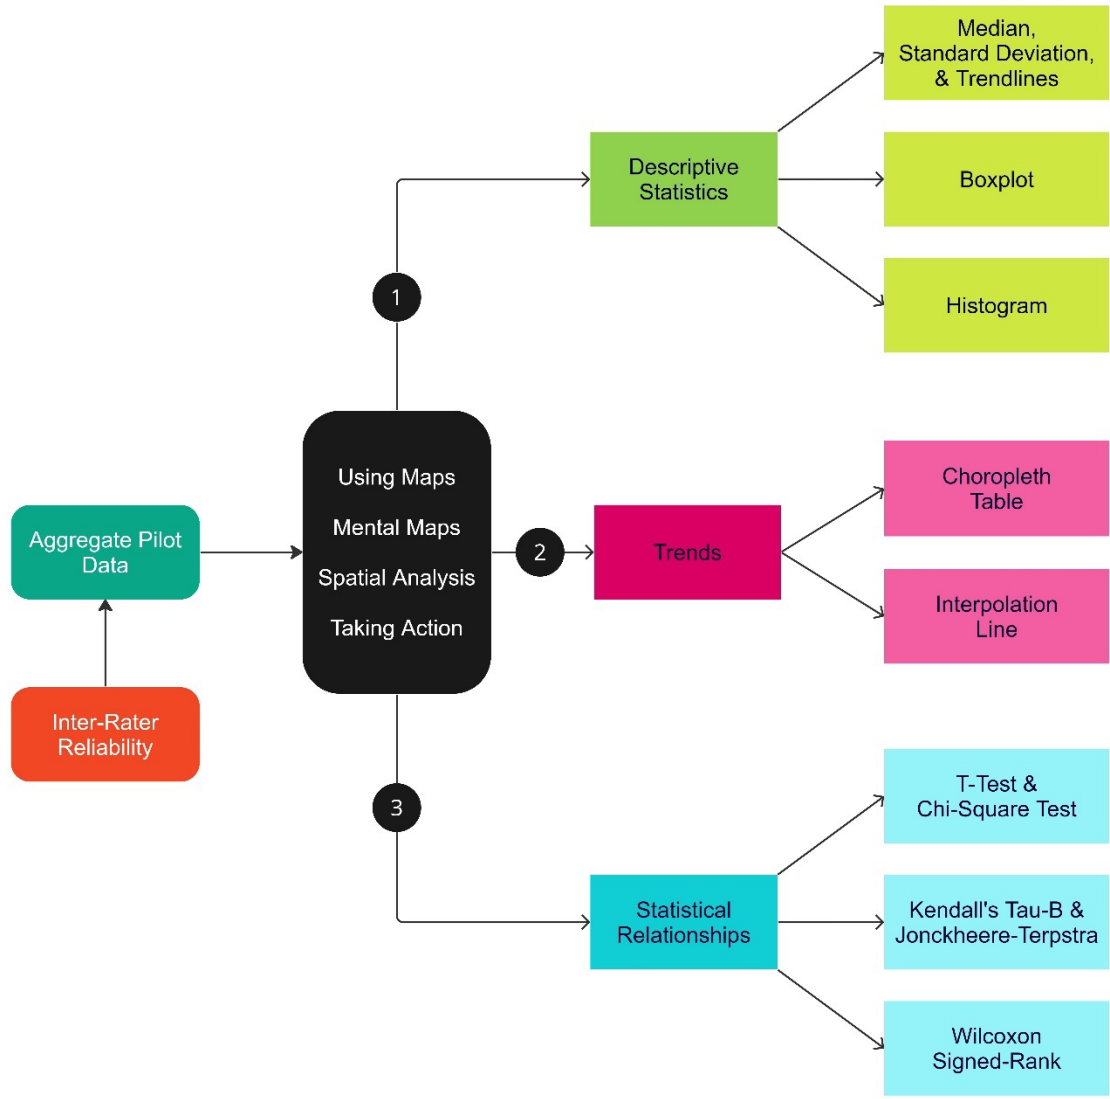 Median,
Standard Deviation,
& Trendlines
Descriptive
Statistics
Boxplot
Histogram
1
Using Maps
Mental Maps
Spatial Analysis
Taking Action
Aggregate Pilot
Data
Inter-Rater
Reliability
2
Trends
Choropleth
Table
Interpolation
Line
3
Statistical
Relationships
T-Test &
Chi-Square Test
Kendall's Tau-B &
Jonckheere-Terpstra
Wilcoxon
Signed-Rank